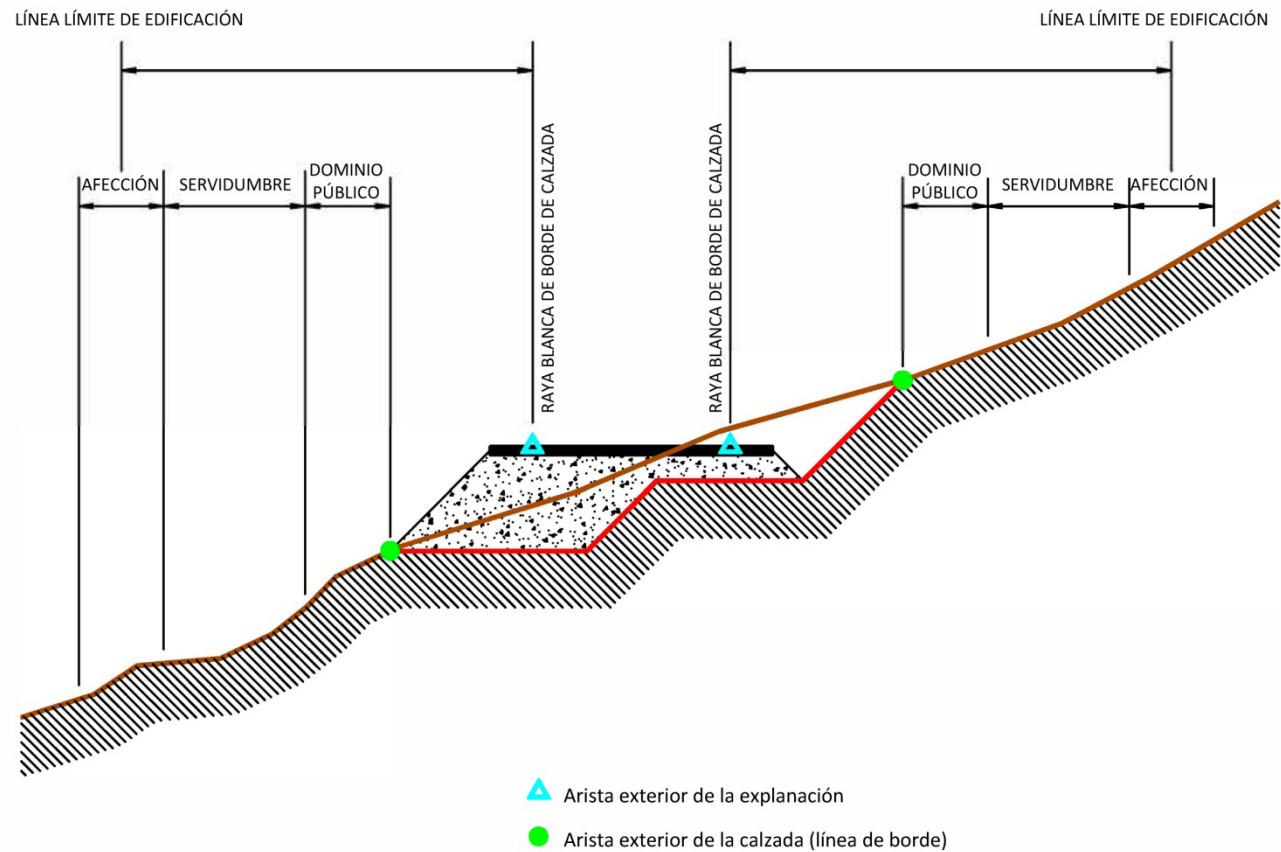 LÍNEA LÍMITE DE EDIFICACIÓN
LÍNEA LÍMITE DE EDIFICACIÓN
RAYA BLANCA DE BORDE DE CALZADA
RAYA BLANCA DE BORDE DE CALZADA
AFECCIÓN
SERVIDUMBRE
DOMINIO
PÚBLICO
DOMINIO
PÚBLICO
SERVIDUMBRE
AFECCIÓN
Arista exterior de la explanación
Arista exterior de la calzada (línea de borde)